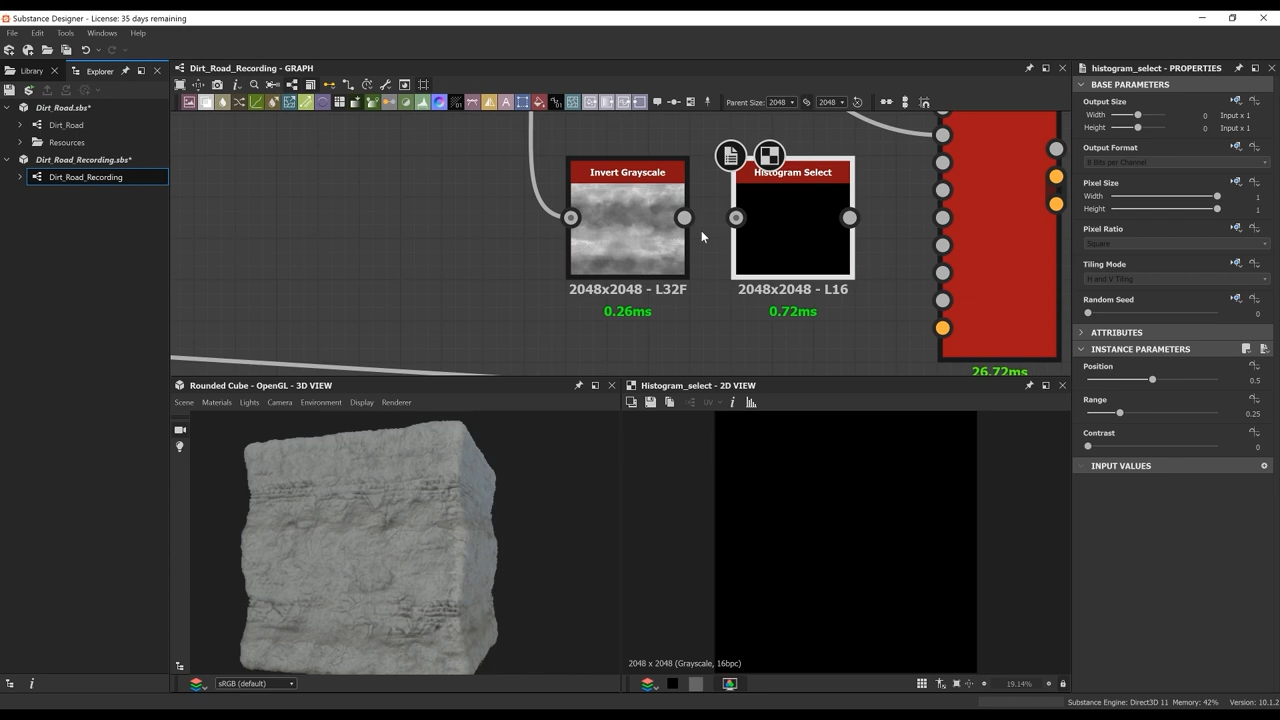 Substance Designer - License: 35 days remaining
File Edit Tools Windows Help
Library Explorer
Dirt_Road.sbs*
Dirt_Road
Resources
Dirt_Road_Recording.sbs*
Dirt_Road_Recording
Dirt_Road_Recording - GRAPH
Parent Size: 2048 2048
Invert Grayscale
2048x2048 - L32F
0.26ms
Histogram Select
2048x2048 - L16
0.72ms
26.72ms
Rounded Cube - OpenGL - 3D VIEW
Scene Materials Lights Camera Environment Display Renderer
sRGB (default)
Histogram_select - 2D VIEW
UV
2048 x 2048 (Grayscale, 16bpc)
19.14%
histogram_select - PROPERTIES
BASE PARAMETERS
Output Size
Width 0 Input x 1
Height 0 Input x 1
Output Format
8 Bits per Channel
Pixel Size
Width 1
Height 1
Pixel Ratio
Square
Tiling Mode
H and V Tiling
Random Seed
0
ATTRIBUTES
INSTANCE PARAMETERS
Position
0.5
Range
0.25
Contrast
0
INPUT VALUES
Substance Engine: Direct3D 11 Memory: 42% Version: 10.1.2